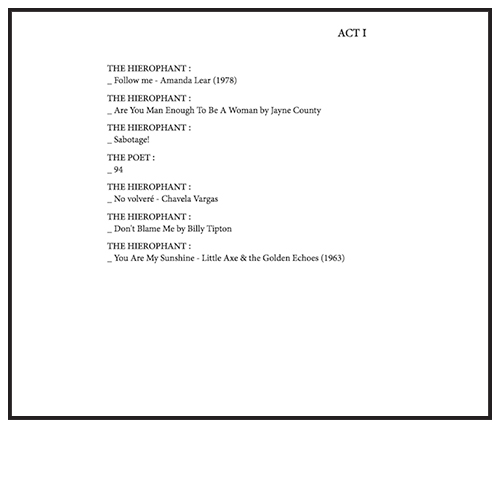 ACT I
THE HIEROPHANT :
_ Follow me - Amanda Lear (1978)
THE HIEROPHANT :
_ Are You Man Enough To Be A Woman by Jayne County
THE HIEROPHANT :
_ Sabotage!
THE POET :
_ 94
THE HIEROPHANT :
_ No volveré - Chavela Vargas
THE HIEROPHANT :
_ Don't Blame Me by Billy Tipton
THE HIEROPHANT :
_ You Are My Sunshine - Little Axe & the Golden Echoes (1963)